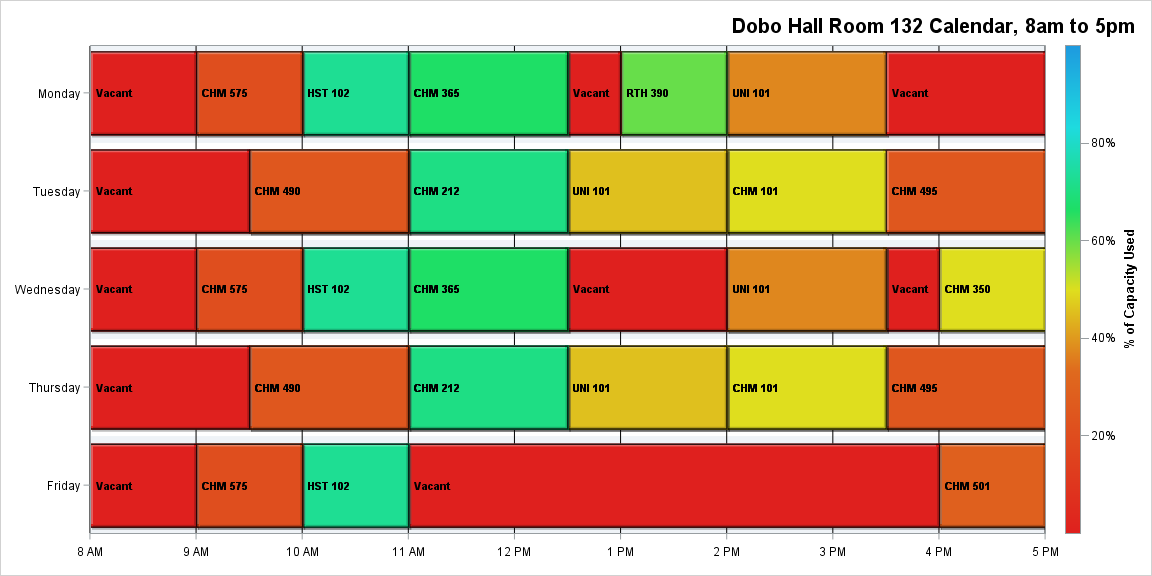 Dobo Hall Room 132 Calendar, 8am to 5pm
Monday Vacant CHM 575 HST 102 CHM 365 Vacant RTH 390 UNI 101 Vacant
80%
Tuesday Vacant CHM 490 CHM 212 UNI 101 CHM 101 CHM 495
60%
Wednesday Vacant CHM 575 HST 102 CHM 365 Vacant UNI 101 Vacant CHM 350
% of Capacity Used
40%
Thursday Vacant CHM 490 CHM 212 UNI 101 CHM 101 CHM 495
20%
Friday Vacant CHM 575 HST 102 Vacant CHM 501
8 AM 9 AM 10 AM 11 AM 12 PM 1 PM 2 PM 3 PM 4 PM 5 PM